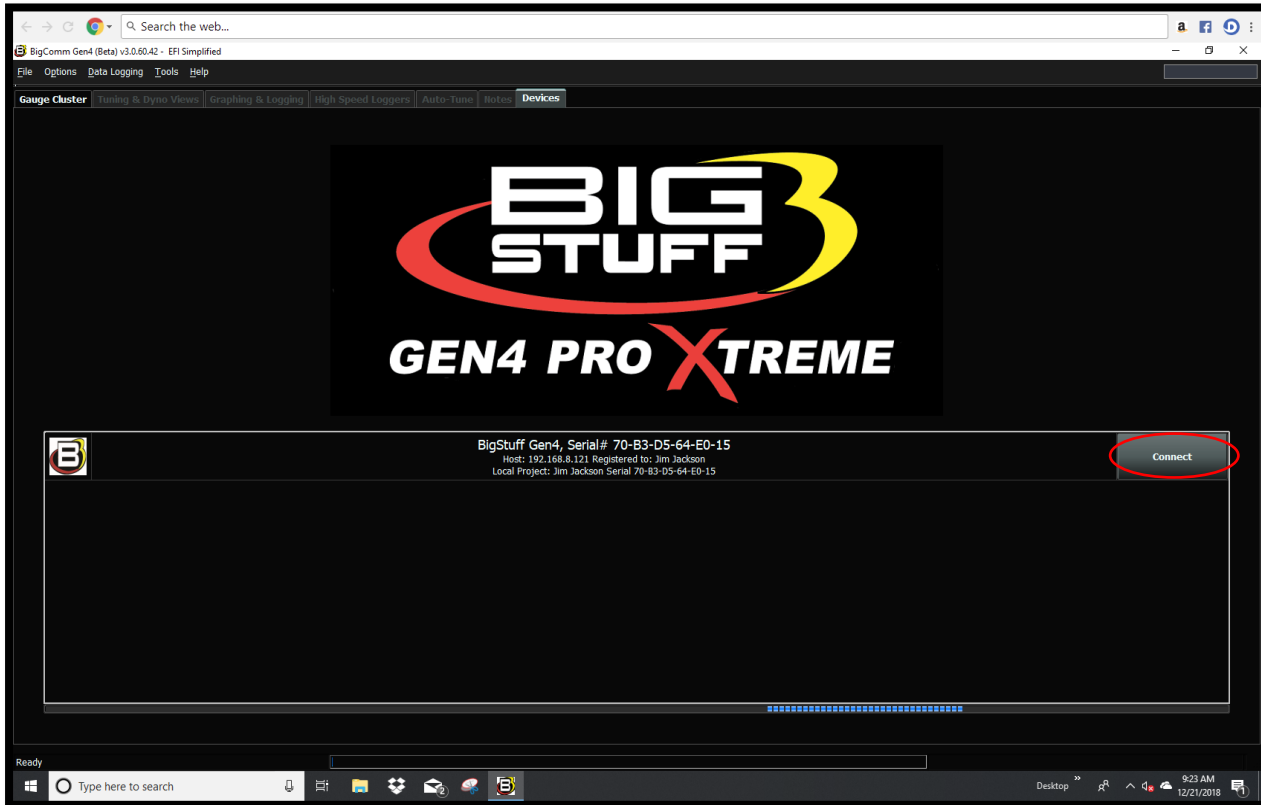 Search the web...
BigComm Gen4 (Beta) v3.0.60.42 - EFI Simplified
File Options Data Logging Tools Help
Gauge Cluster Tuning & Dyno Views Graphing & Logging High Speed Loggers Auto-Tune Notes Devices
BIG 3
STUFF
GEN4 PRO XTREME
BigStuff Gen4, Serial# 70-B3-D5-64-E0-15
Host: 192.168.8.121 Registered to: Jim Jackson
Local Project: Jim Jackson Serial 70-B3-D5-64-E0-15
Connect
Ready
Type here to search
2
Desktop
9:23 AM
12/21/2018
1